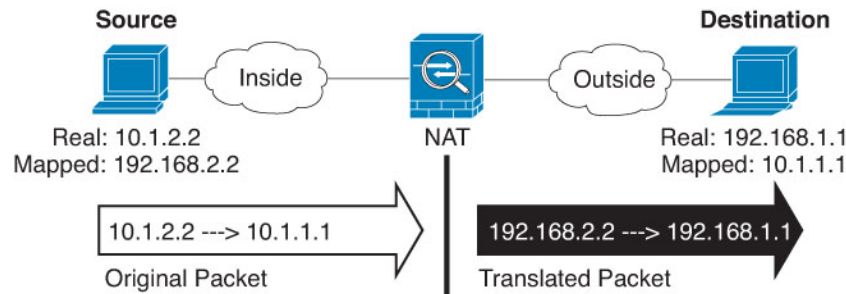 Source
Destination
Inside
Outside
Real: 10.1.2.2
Mapped: 192.168.2.2
NAT
Real: 192.168.1.1
Mapped: 10.1.1.1
10.1.2.2 ---> 10.1.1.1
192.168.2.2 ---> 192.168.1.1
Original Packet
Translated Packet